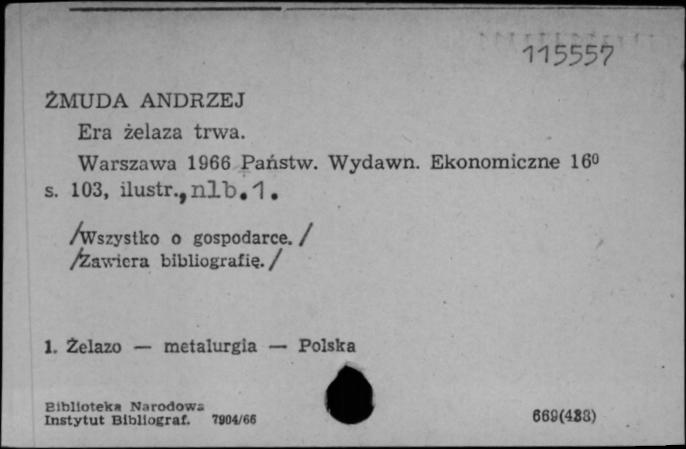 115557
ŻMUDA ANDRZEJ
Era żelaza trwa.
Warszawa 1966 Państw. Wydawn. Ekonomiczne 16⁰
s. 103, ilustr., nlb. 1.
/Wszystko o gospodarce./
/Zawiera bibliografię./
1. Żelazo — metalurgia — Polska
Biblioteka Narodowa
Instytut Bibliograf. 7904/66
669(438)